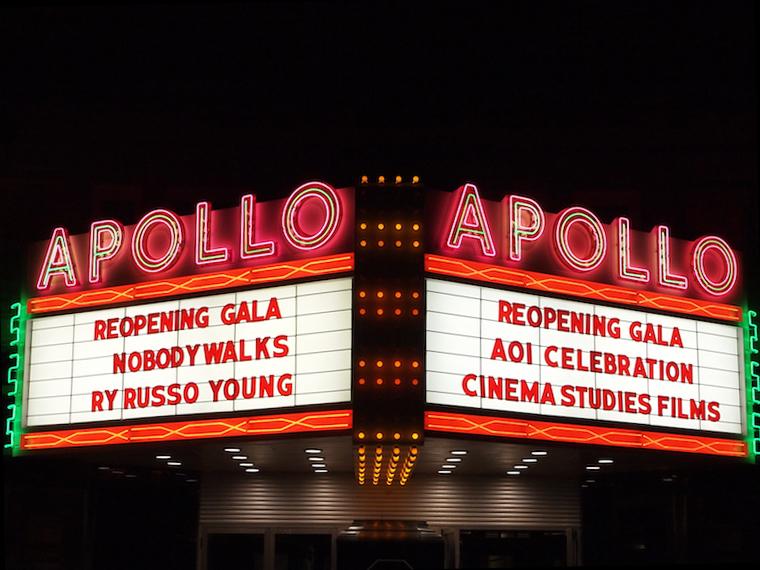 APOLLO
REOPENING GALA
NOBODY WALKS
RY RUSSO YOUNG
APOLLO
REOPENING GALA
AOI CELEBRATION
CINEMA STUDIES FILMS